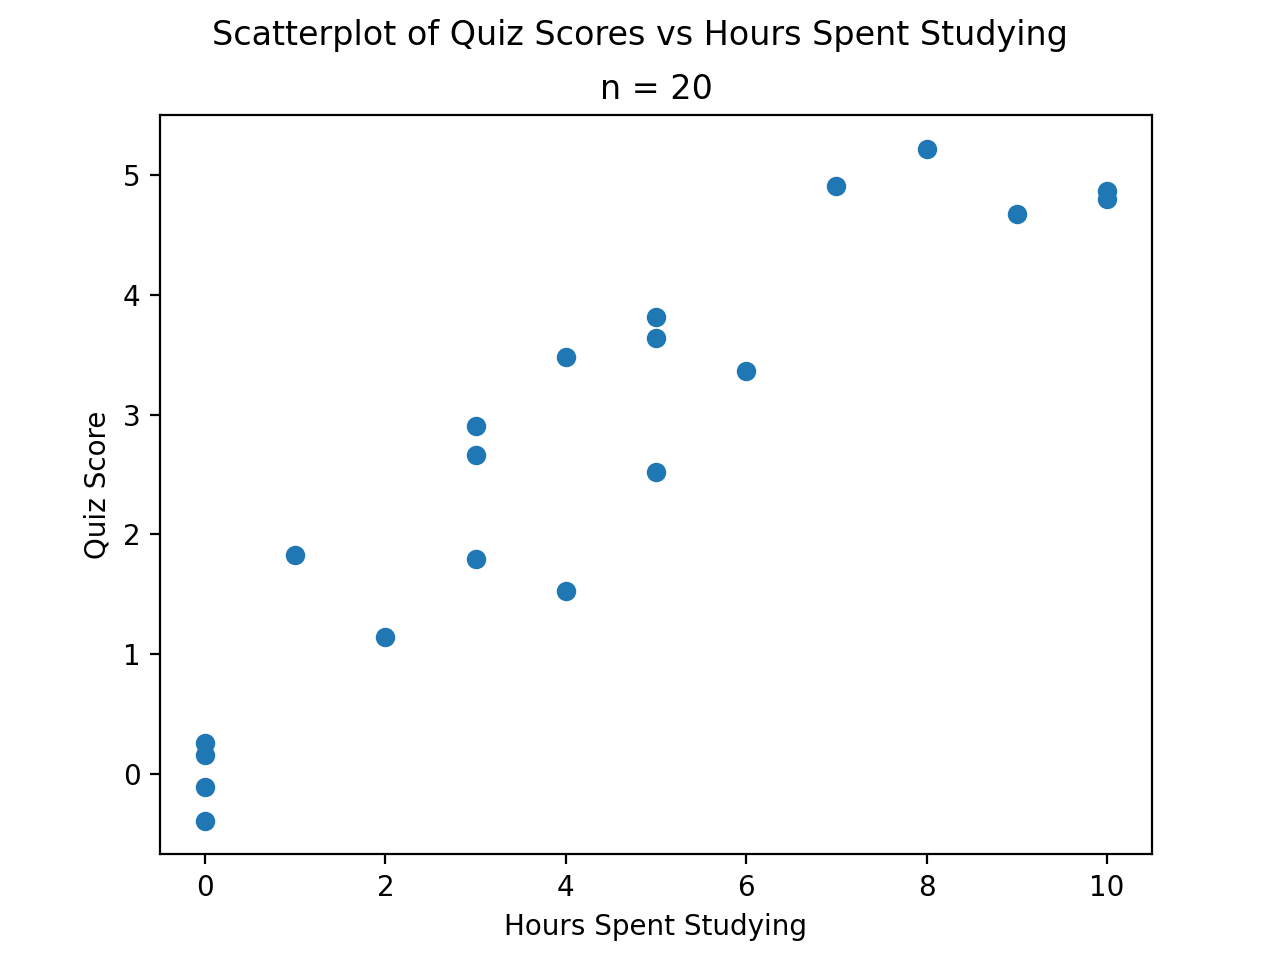 Scatterplot of Quiz Scores vs Hours Spent Studying
n = 20
5
4
3
2
1
0
Quiz Score
0 2 4 6 8 10
Hours Spent Studying